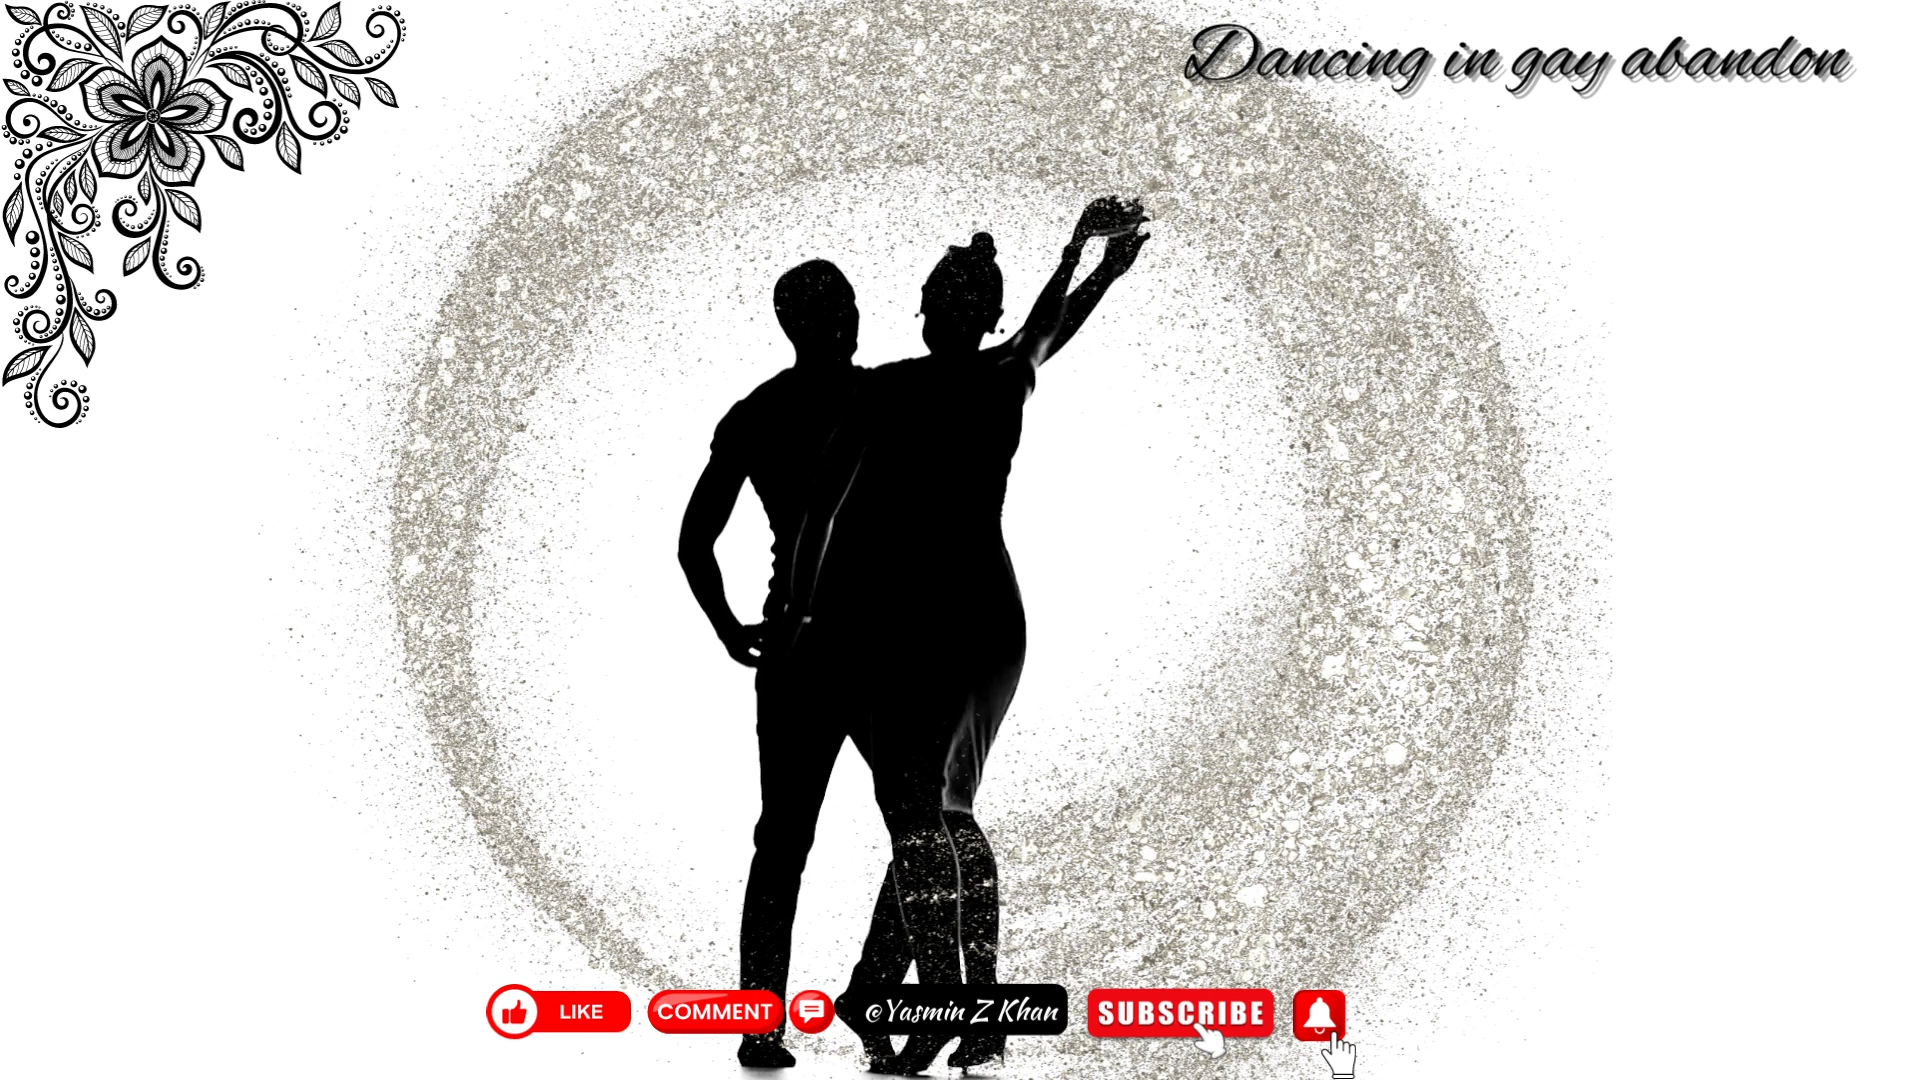 Dancing in gay abandon
LIKE
COMMENT
@Yasmin Z Khan
SUBSCRIBE